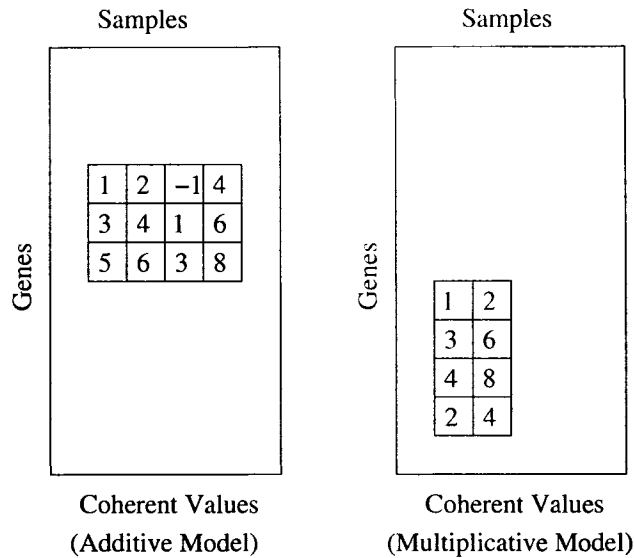 Samples
Genes
1 2 −1 4
3 4 1 6
5 6 3 8
Coherent Values
(Additive Model)
Samples
Genes
1 2
3 6
4 8
2 4
Coherent Values
(Multiplicative Model)